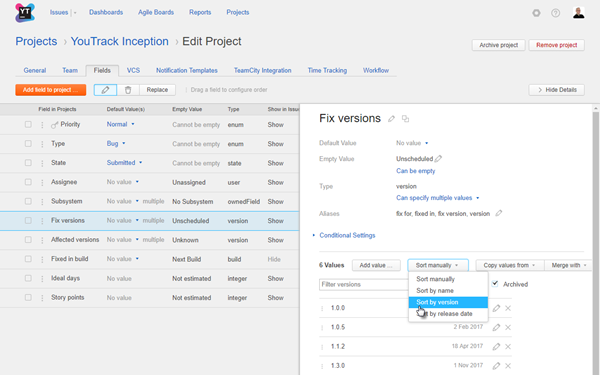 YT
Issues
Dashboards
Agile Boards
Reports
Projects
Projects › YouTrack Inception › Edit Project
Archive project
Remove project
General
Team
Fields
VCS
Notification Templates
TeamCity Integration
Time Tracking
Workflow
Add field to project ...
Replace
Drag a field to configure order
Hide Details
Field in Projects Default Value(s) Empty Value Type Show in Issu
Priority Normal Cannot be empty enum Show
Type Bug Cannot be empty enum Show
State Submitted Cannot be empty state Show
Assignee No value Unassigned user Show
Subsystem No value multiple No Subsystem ownedField Show
Fix versions No value multiple Unscheduled version Show
Affected versions No value multiple Unknown version Show
Fixed in build No value Next Build build Hide
Ideal days No value Not estimated integer Show
Story points No value Not estimated integer Show
Fix versions
Default Value No value
Empty Value Unscheduled
Can be empty
Type version
Can specify multiple values
Aliases fix for, fixed in, fix version, version
Conditional Settings
6 Values
Add value ...
Sort manually
Copy values from
Merge with
Filter versions
Archived
Sort manually
Sort by name
Sort by version
by release date
1.0.0
1.0.5 2 Feb 2017
1.1.2 18 Apr 2017
1.3.0 1 Nov 2017